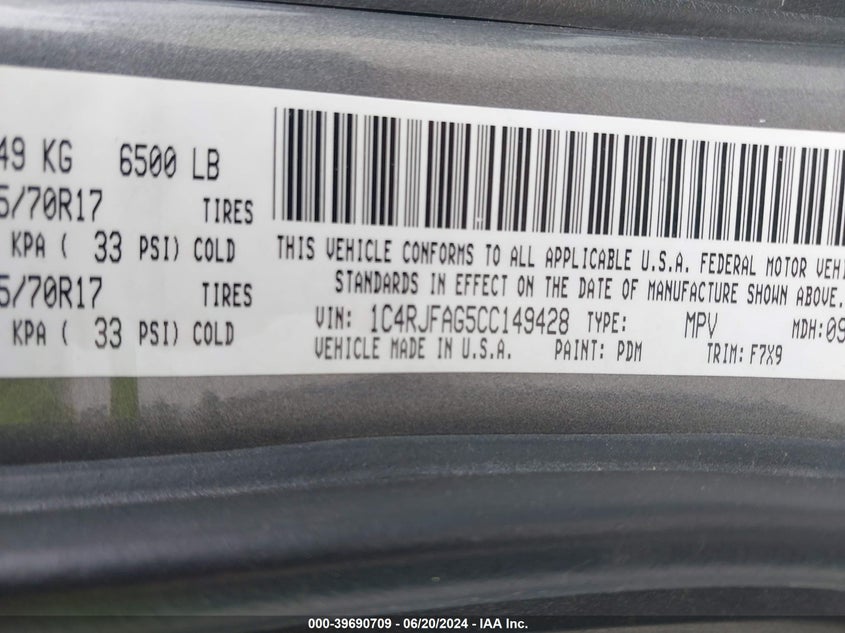 49 KG 6500 LB
5/70R17 TIRES
KPA ( 33 PSI) COLD
5/70R17 TIRES
KPA ( 33 PSI) COLD
THIS VEHICLE CONFORMS TO ALL APPLICABLE U.S.A. FEDERAL MOTOR VEHI
STANDARDS IN EFFECT ON THE DATE OF MANUFACTURE SHOWN ABOVE.
VIN: 1C4RJFAG5CC149428 TYPE: MPV MDH:09
VEHICLE MADE IN U.S.A. PAINT: PDM TRIM: F7X9
000-39690709 - 06/20/2024 - IAA Inc.